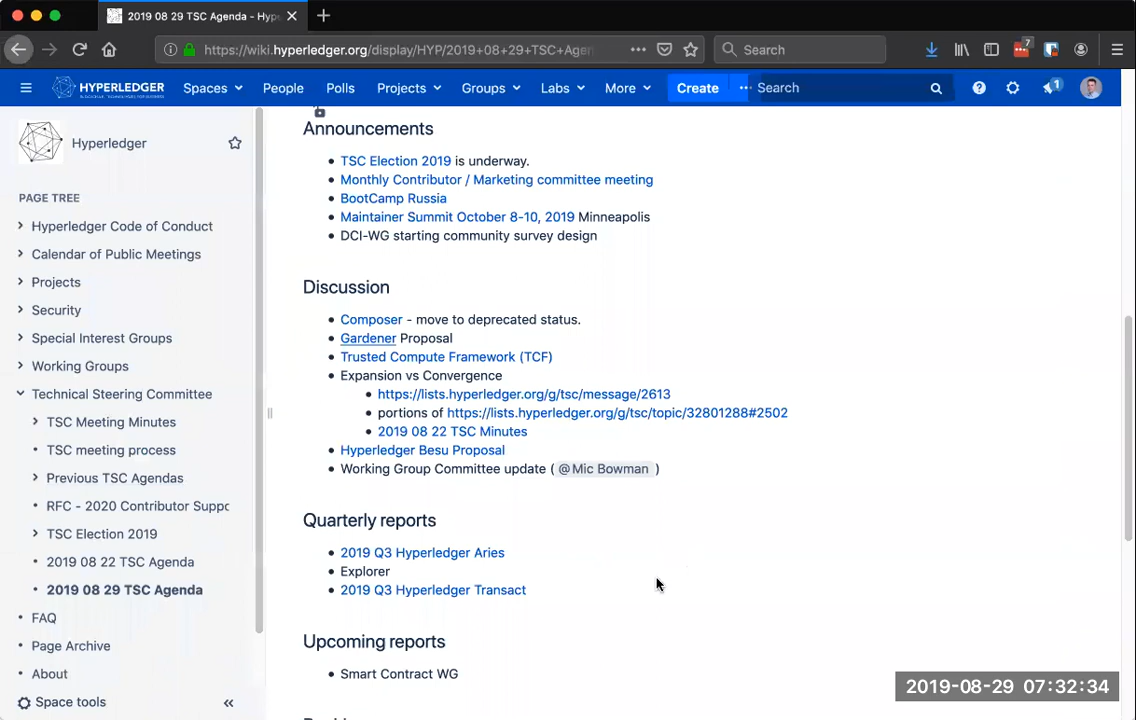 2019 08 29 TSC Agenda - Hyp
https://wiki.hyperledger.org/display/HYP/2019+08+29+TSC+Agen
Search
7
HYPERLEDGER
Spaces
People
Polls
Projects
Groups
Labs
More
Create
Search
1
Hyperledger
PAGE TREE
Hyperledger Code of Conduct
Calendar of Public Meetings
Projects
Security
Special Interest Groups
Working Groups
Technical Steering Committee
TSC Meeting Minutes
TSC meeting process
Previous TSC Agendas
RFC - 2020 Contributor Suppo
TSC Election 2019
2019 08 22 TSC Agenda
2019 08 29 TSC Agenda
FAQ
Page Archive
About
Space tools
Announcements
TSC Election 2019 is underway.
Monthly Contributor / Marketing committee meeting
BootCamp Russia
Maintainer Summit October 8-10, 2019 Minneapolis
DCI-WG starting community survey design
Discussion
Composer - move to deprecated status.
Gardener Proposal
Trusted Compute Framework (TCF)
Expansion vs Convergence
https://lists.hyperledger.org/g/tsc/message/2613
portions of https://lists.hyperledger.org/g/tsc/topic/32801288#2502
2019 08 22 TSC Minutes
Hyperledger Besu Proposal
Working Group Committee update ( @Mic Bowman )
Quarterly reports
2019 Q3 Hyperledger Aries
Explorer
2019 Q3 Hyperledger Transact
Upcoming reports
Smart Contract WG
2019-08-29 07:32:34